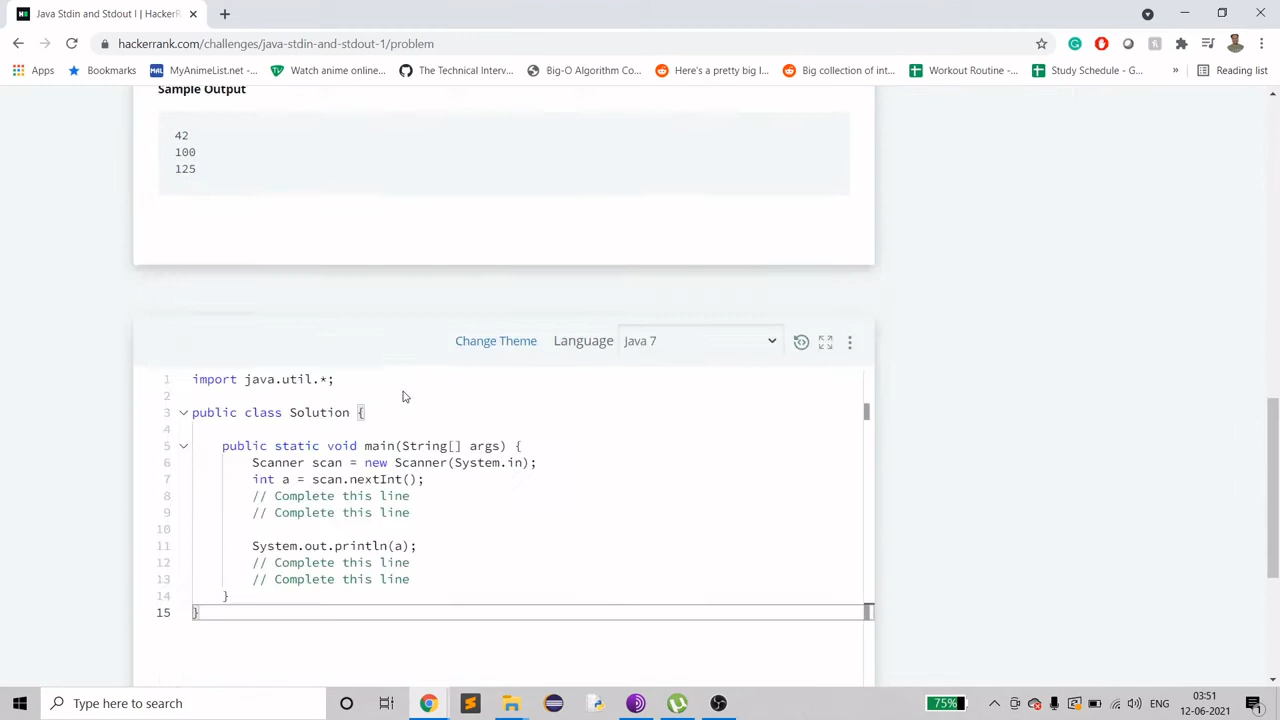 Java Stdin and Stdout I | HackerR
hackerrank.com/challenges/java-stdin-and-stdout-1/problem
Apps
Bookmarks
MAL MyAnimeList.net -...
Watch anime online...
The Technical Interv...
Big-O Algorithm Co...
Here's a pretty big l...
Big collection of int...
Workout Routine -...
Study Schedule - G...
»
Reading list
Sample Output
42
100
125
Change Theme Language Java 7
1 import java.util.*;
2
3 public class Solution {
4
5 public static void main(String[] args) {
6 Scanner scan = new Scanner(System.in);
7 int a = scan.nextInt();
8 // Complete this line
9 // Complete this line
10
11 System.out.println(a);
12 // Complete this line
13 // Complete this line
14 }
15 }
Type here to search
75%
ENG
03:51
12-06-2021
1